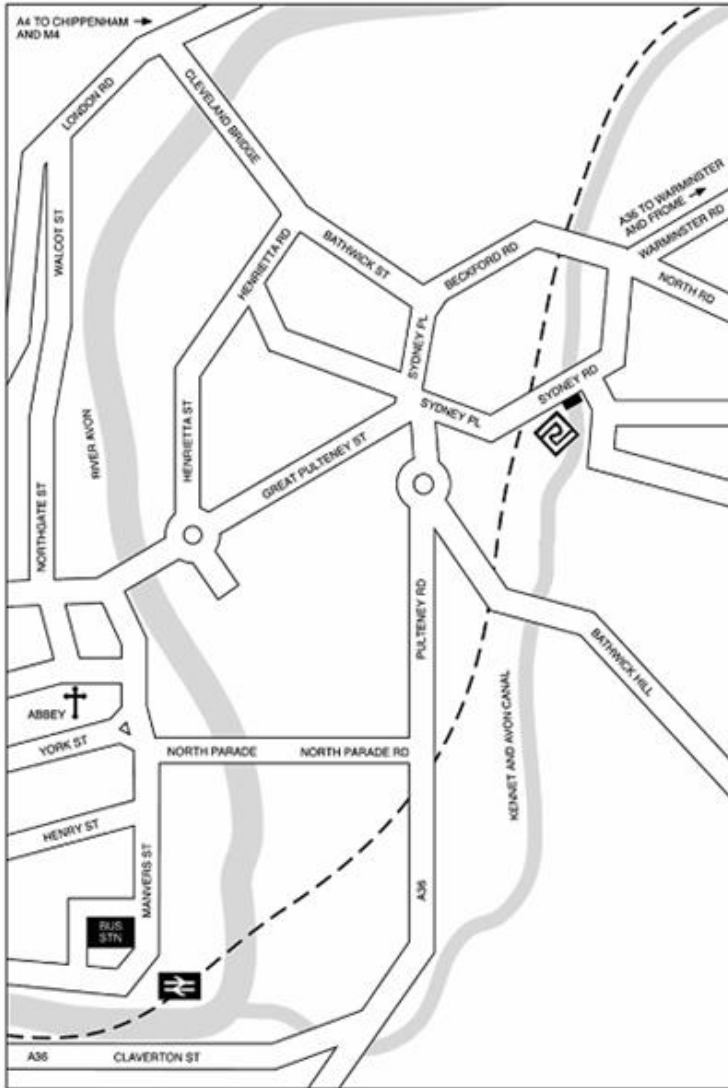 A4 TO CHIPPENHAM
AND M4
LONDON RD
CLEVELAND BRIDGE
WALCOT ST
HENRIETTA RD
BATHWICK ST
BECKFORD RD
A36 TO WARMINSTER
AND FROME
WARMINSTER RD
NORTH RD
SYDNEY PL
SYDNEY PL
SYDNEY RD
RIVER AVON
HENRIETTA ST
GREAT PULTENEY ST
NORTHGATE ST
PULTENEY RD
BATHWICK HILL
KENNET AND AVON CANAL
ABBEY
YORK ST
NORTH PARADE
NORTH PARADE RD
HENRY ST
MANVERS ST
A36
BUS
STN
A36
CLAVERTON ST